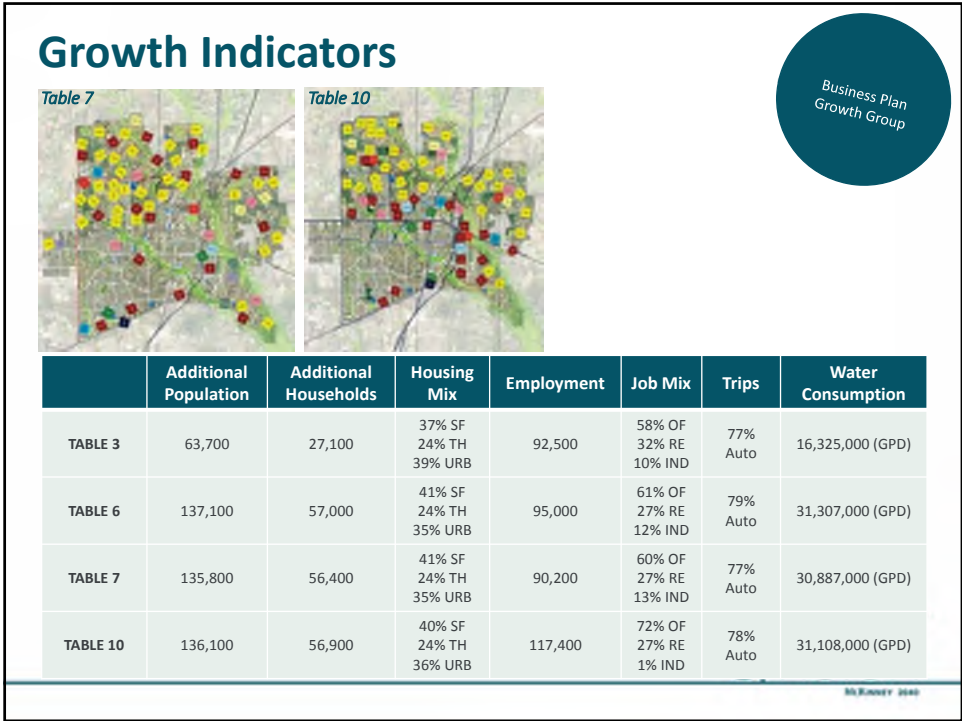 Growth Indicators
Business Plan
Growth Group
Table 7
Table 10
Additional Population | Additional Households | Housing Mix | Employment | Job Mix | Trips | Water Consumption
TABLE 3 | 63,700 | 27,100 | 37% SF 24% TH 39% URB | 92,500 | 58% OF 32% RE 10% IND | 77% Auto | 16,325,000 (GPD)
TABLE 6 | 137,100 | 57,000 | 41% SF 24% TH 35% URB | 95,000 | 61% OF 27% RE 12% IND | 79% Auto | 31,307,000 (GPD)
TABLE 7 | 135,800 | 56,400 | 41% SF 24% TH 35% URB | 90,200 | 60% OF 27% RE 13% IND | 77% Auto | 30,887,000 (GPD)
TABLE 10 | 136,100 | 56,900 | 40% SF 24% TH 36% URB | 117,400 | 72% OF 27% RE 1% IND | 78% Auto | 31,108,000 (GPD)
McKinney 2040